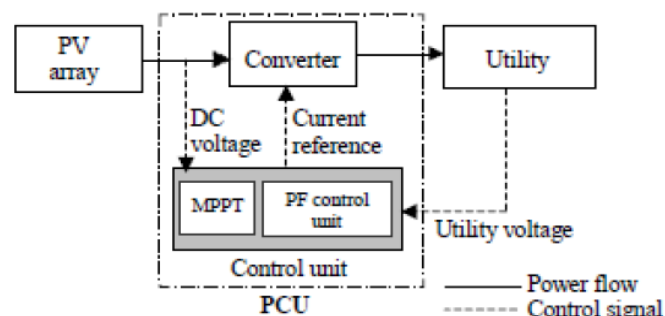 PV
array
Converter
Utility
DC
voltage
Current
reference
MPPT
PF control
unit
Utility voltage
Control unit
PCU
Power flow
Control signal